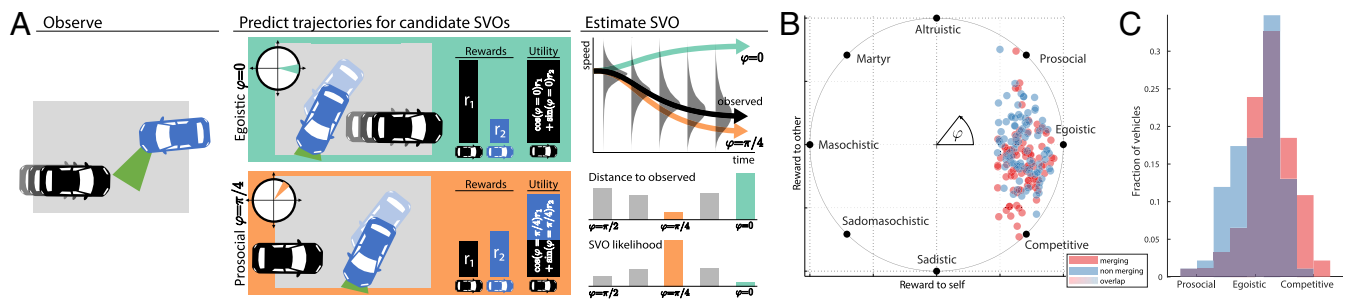 A
Observe
Predict trajectories for candidate SVOs
Egoistic φ=0
Rewards
Utility
r1
r2
cos(φ=0)r1
+ sin(φ=0)r2
Prosocial φ=π/4
Rewards
Utility
r1
r2
cos(φ=π/4)r1
+ sin(φ=π/4)r2
Estimate SVO
speed
φ=0
observed
φ=π/4
time
Distance to observed
φ=π/2
φ=π/4
φ=0
SVO likelihood
φ=π/2
φ=π/4
φ=0
B
Altruistic
Martyr
Prosocial
φ
Egoistic
Masochistic
Reward to other
Sadomasochistic
Competitive
Sadistic
Reward to self
merging
non merging
overlap
C
Fraction of vehicles
0.3
0.25
0.2
0.15
0.1
0.05
0
Prosocial
Egoistic
Competitive